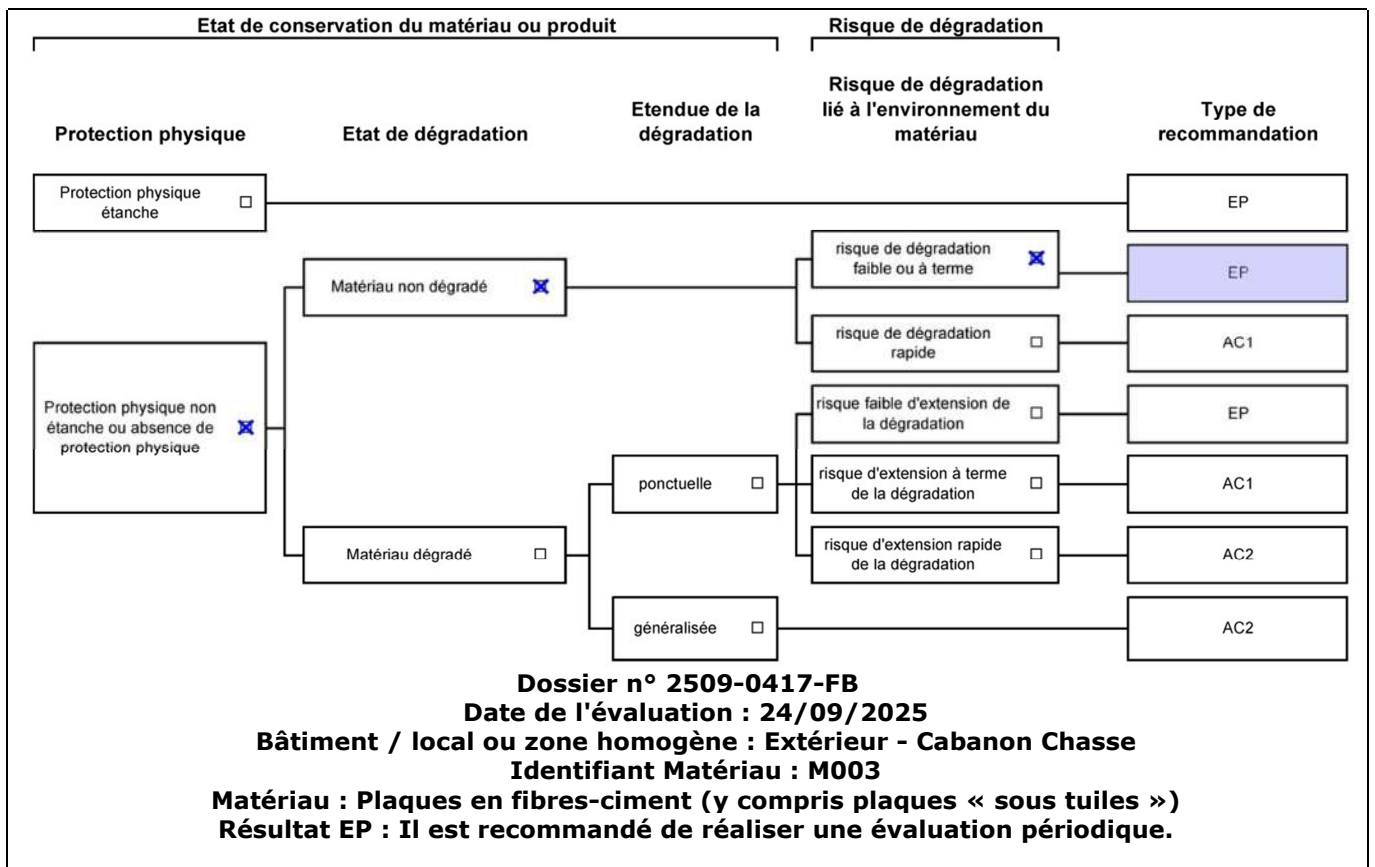 Etat de conservation du matériau ou produit
Risque de dégradation
Protection physique
Etat de dégradation
Etendue de la
dégradation
Risque de dégradation
lié à l'environnement du
matériau
Type de
recommandation
Protection physique
étanche
EP
Matériau non dégradé
risque de dégradation
faible ou à terme
EP
risque de dégradation
rapide
AC1
Protection physique non
étanche ou absence de
protection physique
risque faible d'extension de
la dégradation
EP
ponctuelle
risque d'extension à terme
de la dégradation
AC1
Matériau dégradé
risque d'extension rapide
de la dégradation
AC2
généralisée
AC2
Dossier n° 2509-0417-FB
Date de l'évaluation : 24/09/2025
Bâtiment / local ou zone homogène : Extérieur - Cabanon Chasse
Identifiant Matériau : M003
Matériau : Plaques en fibres-ciment (y compris plaques « sous tuiles »)
Résultat EP : Il est recommandé de réaliser une évaluation périodique.